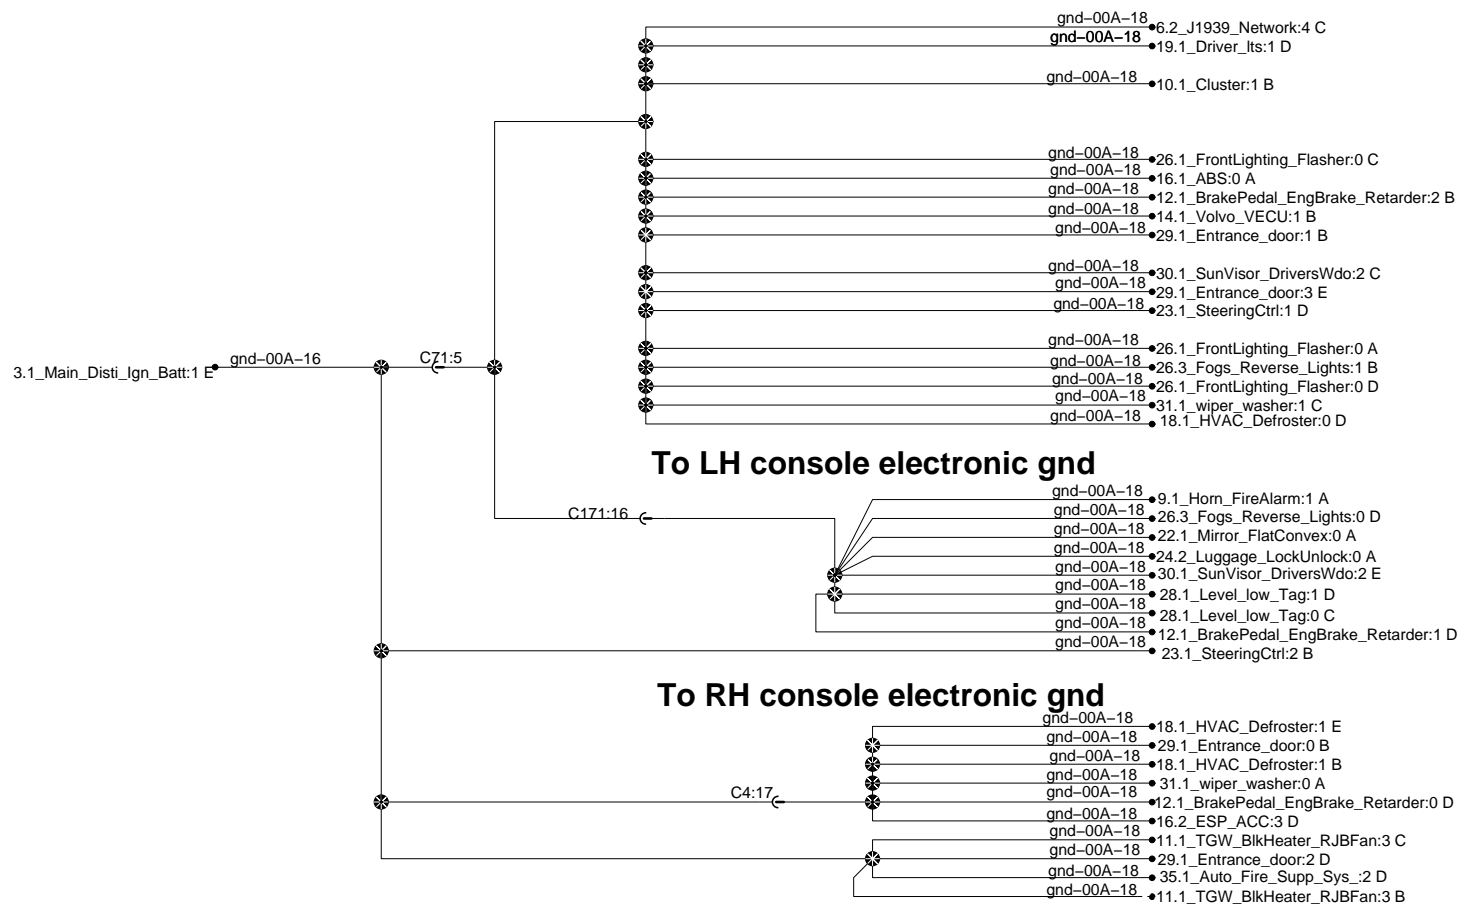 gnd-00A-18
6.2_J1939_Network:4 C
gnd-00A-18
19.1_Driver_lts:1 D
gnd-00A-18
10.1_Cluster:1 B
gnd-00A-18
26.1_FrontLighting_Flasher:0 C
gnd-00A-18
16.1_ABS:0 A
gnd-00A-18
12.1_BrakePedal_EngBrake_Retarder:2 B
gnd-00A-18
14.1_Volvo_VECU:1 B
gnd-00A-18
29.1_Entrance_door:1 B
gnd-00A-18
30.1_SunVisor_DriversWdo:2 C
gnd-00A-18
29.1_Entrance_door:3 E
gnd-00A-18
23.1_SteeringCtrl:1 D
gnd-00A-18
26.1_FrontLighting_Flasher:0 A
3.1_Main_Disti_Ign_Batt:1 E
gnd-00A-16
C71:5
gnd-00A-18
26.3_Fogs_Reverse_Lights:1 B
gnd-00A-18
26.1_FrontLighting_Flasher:0 D
gnd-00A-18
31.1_wiper_washer:1 C
gnd-00A-18
18.1_HVAC_Defroster:0 D
To LH console electronic gnd
gnd-00A-18
9.1_Horn_FireAlarm:1 A
C171:16
gnd-00A-18
26.3_Fogs_Reverse_Lights:0 D
gnd-00A-18
22.1_Mirror_FlatConvex:0 A
gnd-00A-18
24.2_Luggage_LockUnlock:0 A
gnd-00A-18
30.1_SunVisor_DriversWdo:2 E
gnd-00A-18
28.1_Level_low_Tag:1 D
gnd-00A-18
28.1_Level_low_Tag:0 C
gnd-00A-18
12.1_BrakePedal_EngBrake_Retarder:1 D
gnd-00A-18
23.1_SteeringCtrl:2 B
To RH console electronic gnd
gnd-00A-18
18.1_HVAC_Defroster:1 E
gnd-00A-18
29.1_Entrance_door:0 B
gnd-00A-18
18.1_HVAC_Defroster:1 B
gnd-00A-18
31.1_wiper_washer:0 A
C4:17
gnd-00A-18
12.1_BrakePedal_EngBrake_Retarder:0 D
gnd-00A-18
16.2_ESP_ACC:3 D
gnd-00A-18
11.1_TGW_BlkHeater_RJBFan:3 C
gnd-00A-18
29.1_Entrance_door:2 D
gnd-00A-18
35.1_Auto_Fire_Supp_Sys_:2 D
gnd-00A-18
11.1_TGW_BlkHeater_RJBFan:3 B